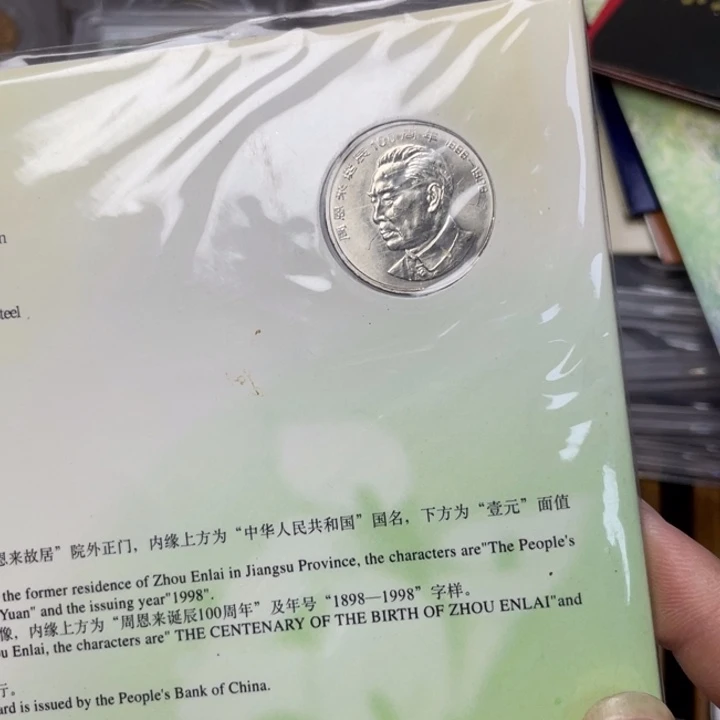 周恩来诞辰100周年 1898-1998
n
teel
恩来故居”院外正门，内缘上方为“中华人民共和国”国名，下方为“壹元”面值
the former residence of Zhou Enlai in Jiangsu Province, the characters are"The People's
Yuan" and the issuing year"1998".
像，内缘上方为“周恩来诞辰100周年”及年号“1898—1998”字样。
u Enlai, the characters are" THE CENTENARY OF THE BIRTH OF ZHOU ENLAI"and
行。
ard is issued by the People's Bank of China.